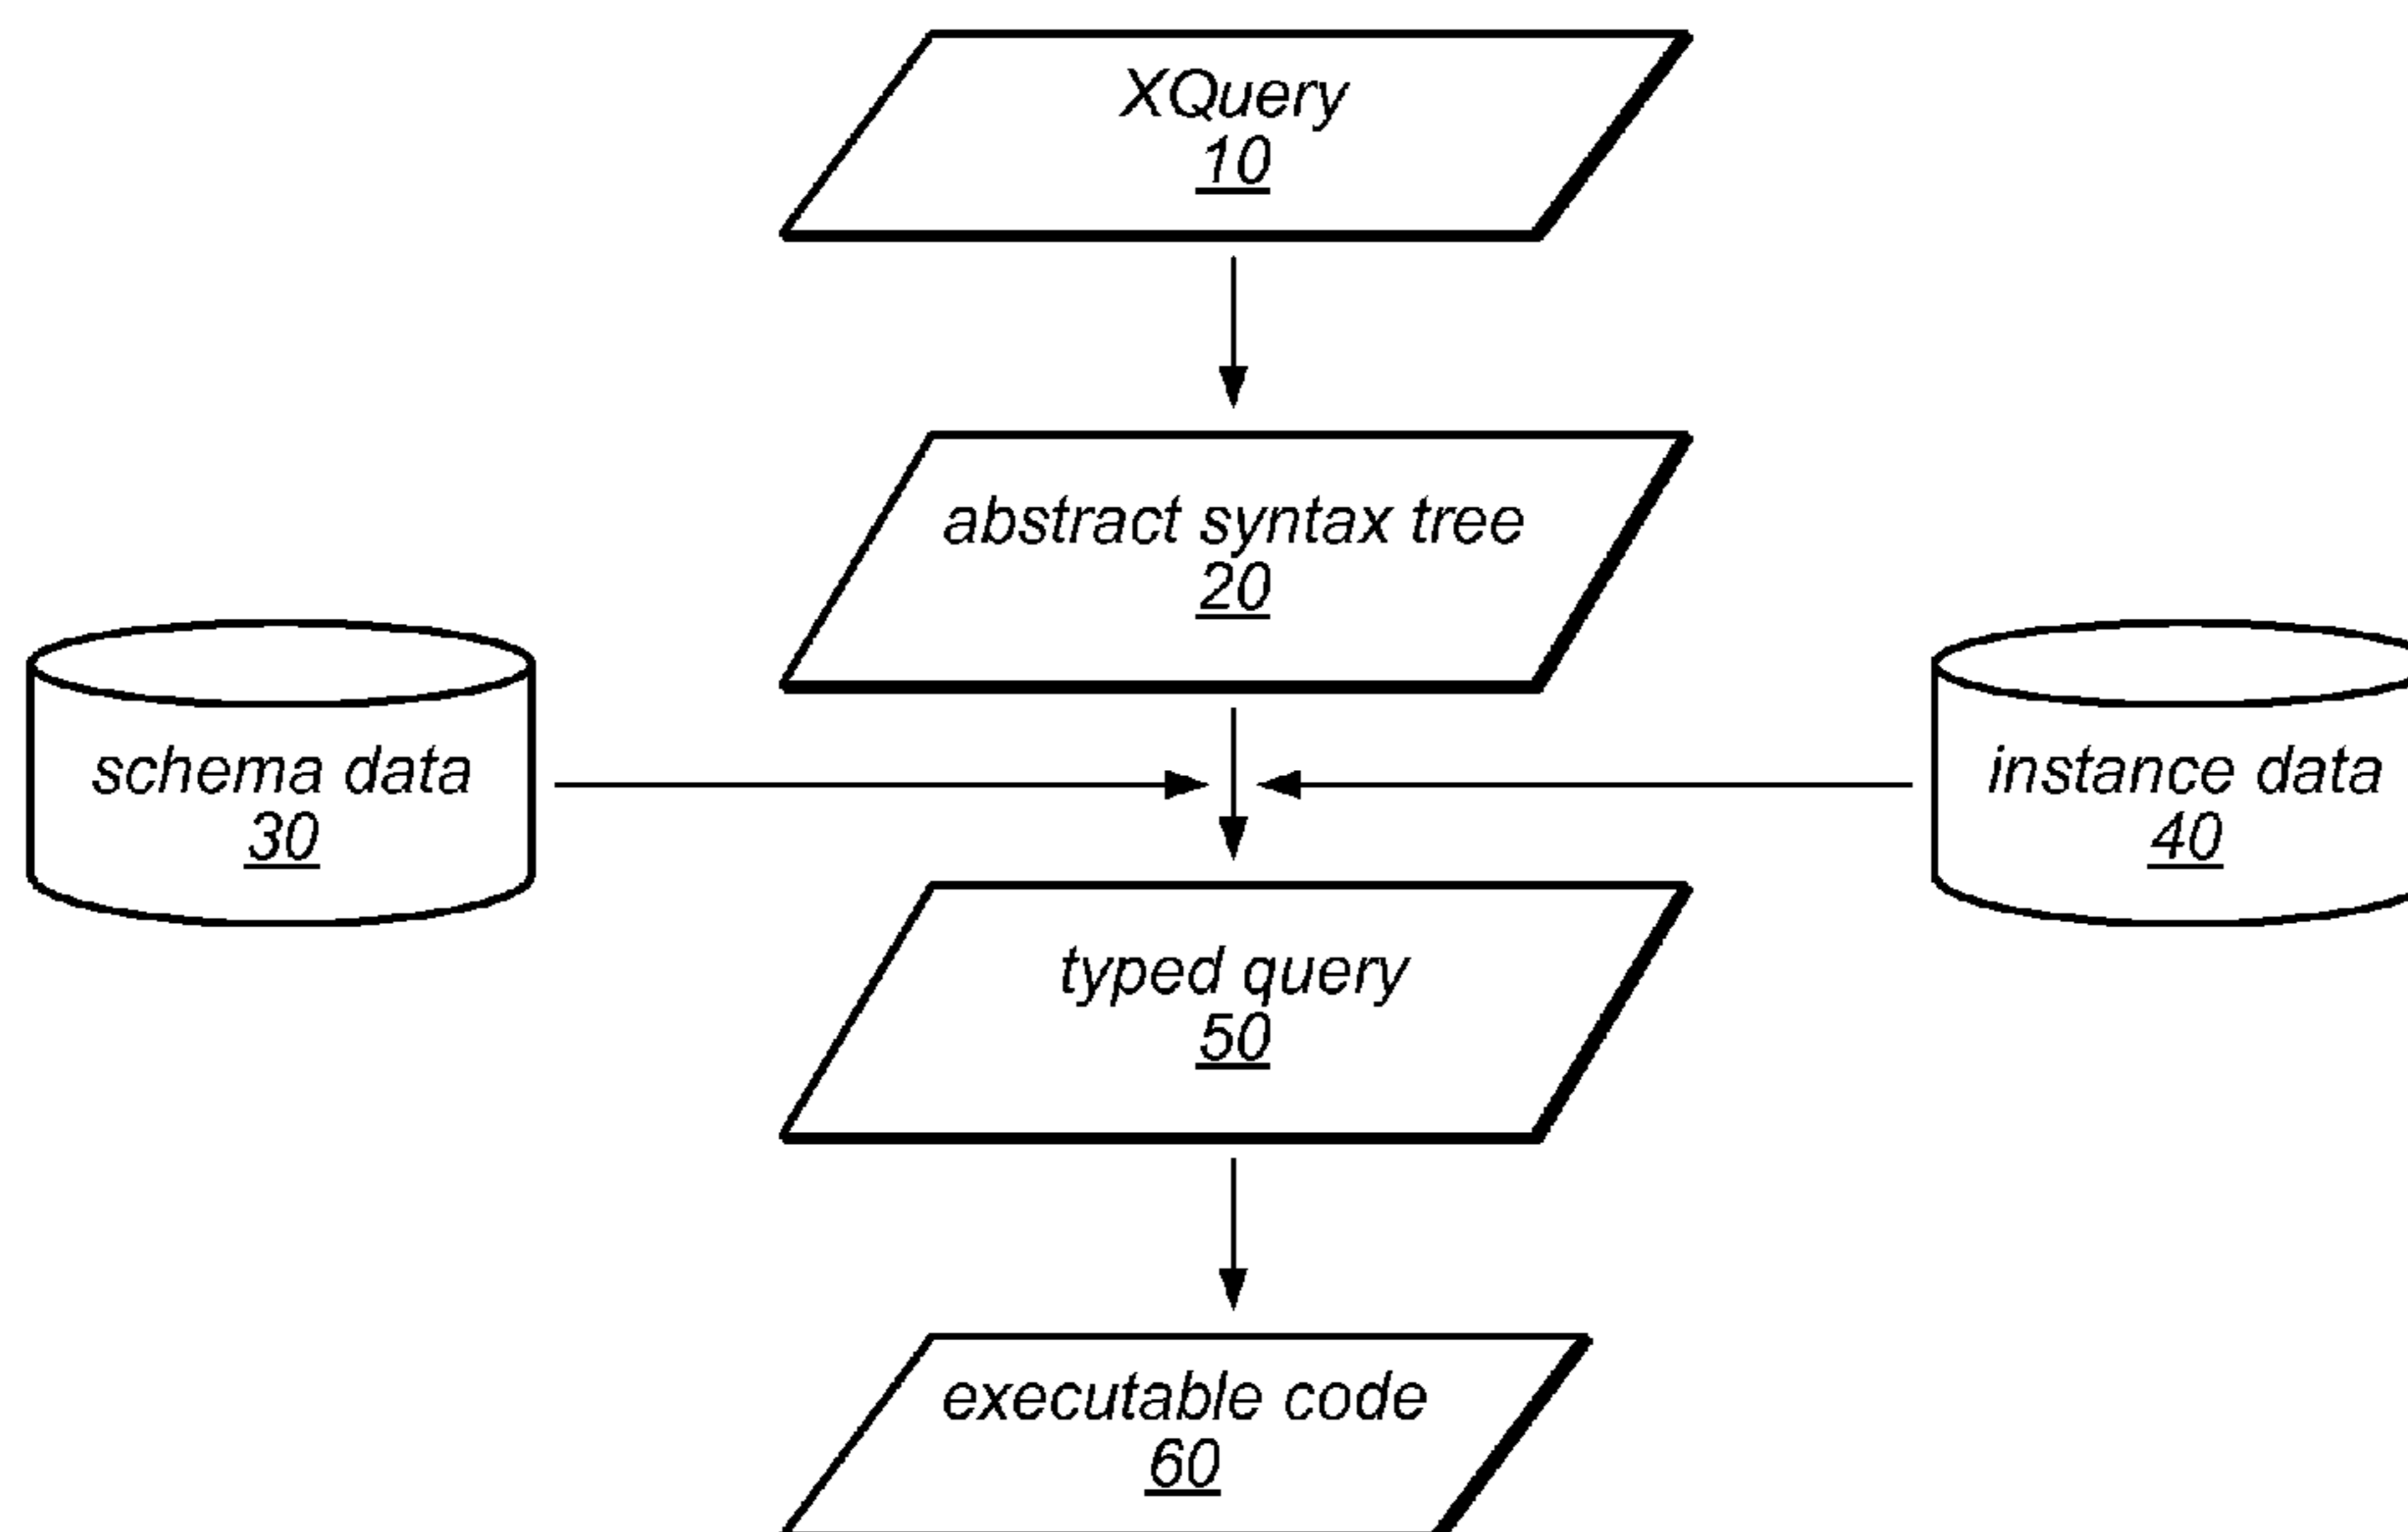 XQuery
10
abstract syntax tree
20
schema data
30
instance data
40
typed query
50
executable code
60